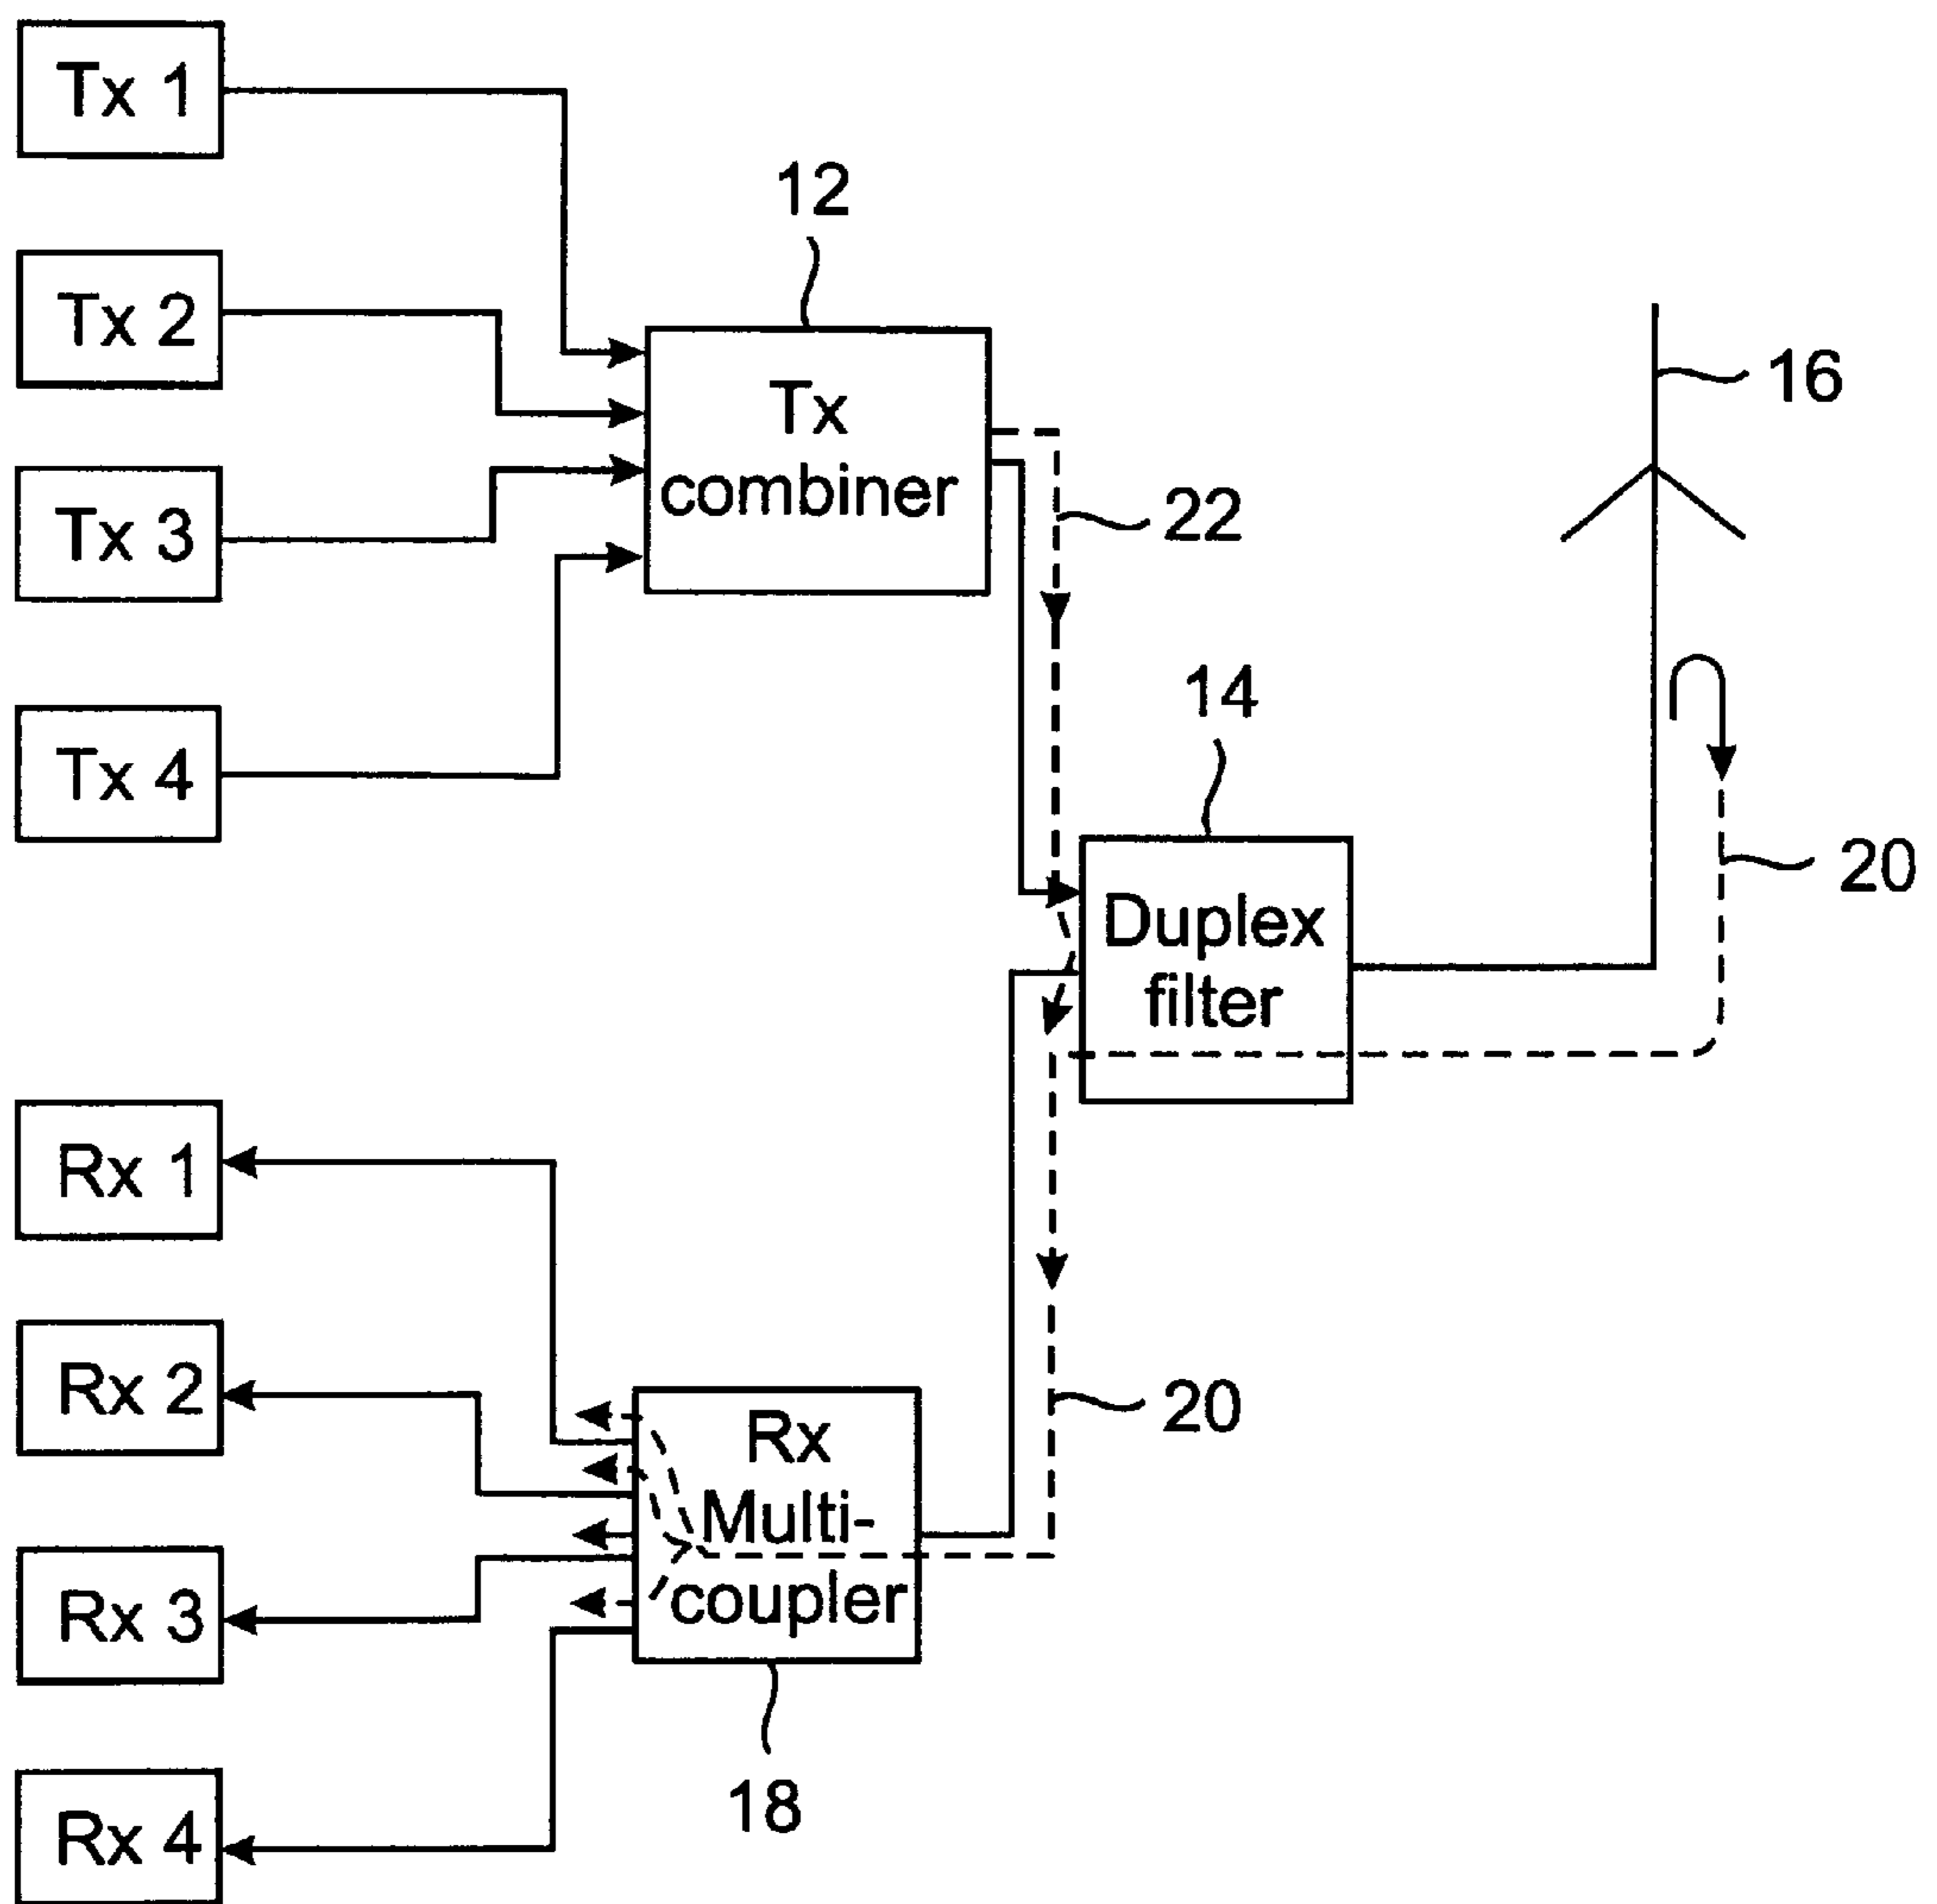 Tx 1
12
Tx 2
Tx
combiner
16
22
Tx 3
14
Tx 4
20
Duplex
filter
Rx 1
Rx 2
20
Rx
Multi-
coupler
Rx 3
18
Rx 4